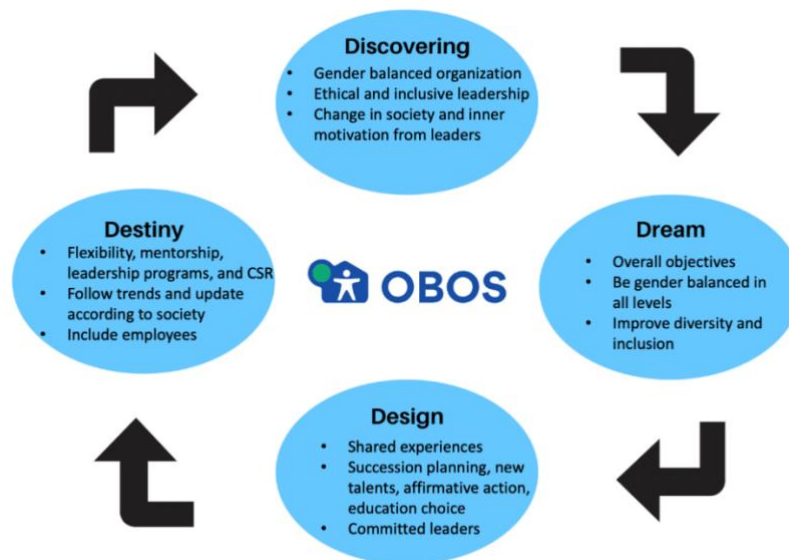 Discovering
• Gender balanced organization
• Ethical and inclusive leadership
• Change in society and inner
motivation from leaders
Destiny
• Flexibility, mentorship,
leadership programs, and CSR
• Follow trends and update
according to society
• Include employees
OBOS
Dream
• Overall objectives
• Be gender balanced in
all levels
• Improve diversity and
inclusion
Design
• Shared experiences
• Succession planning, new
talents, affirmative action,
education choice
• Committed leaders